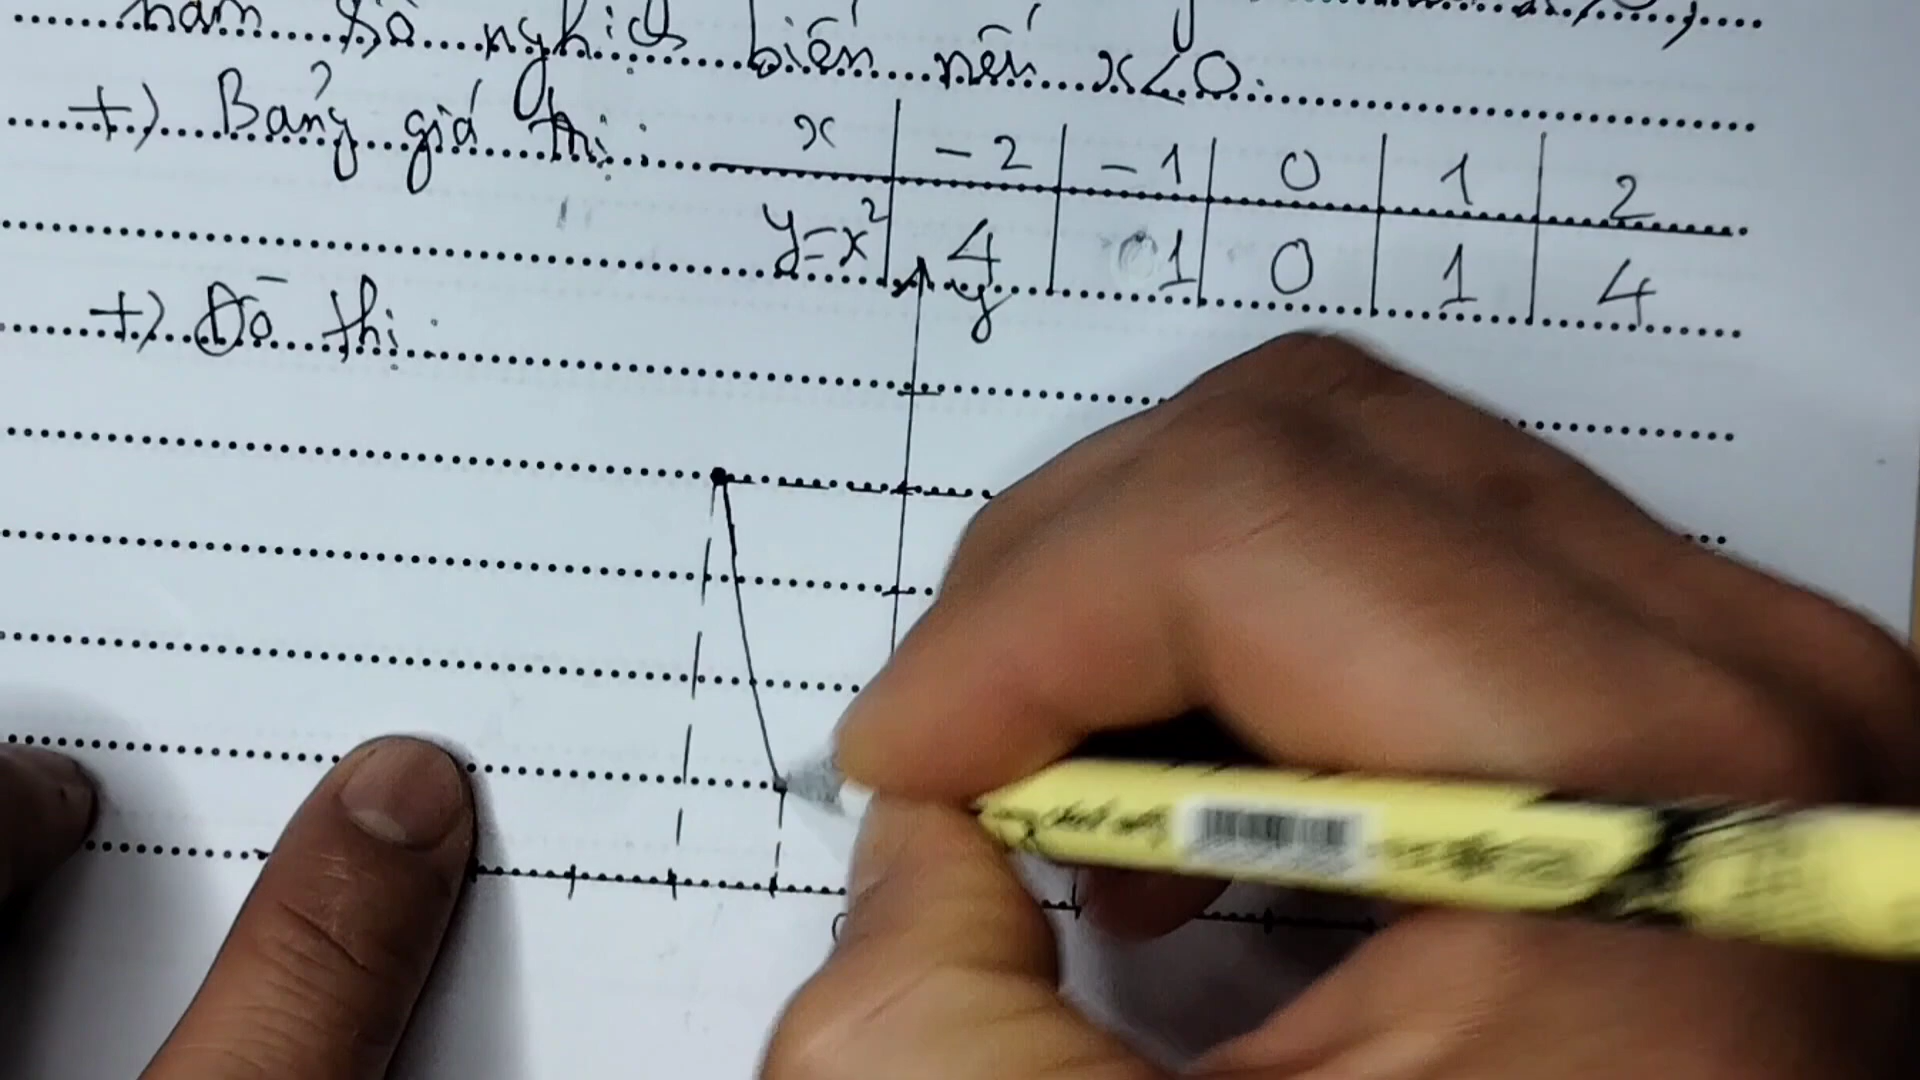 hàm số nghịch biến nếu x<0.
+) Bảng giá trị: x | -2 | -1 | 0 | 1 | 2
y=x² | 4 | 1 | 0 | 1 | 4
+) Đồ thị:
y